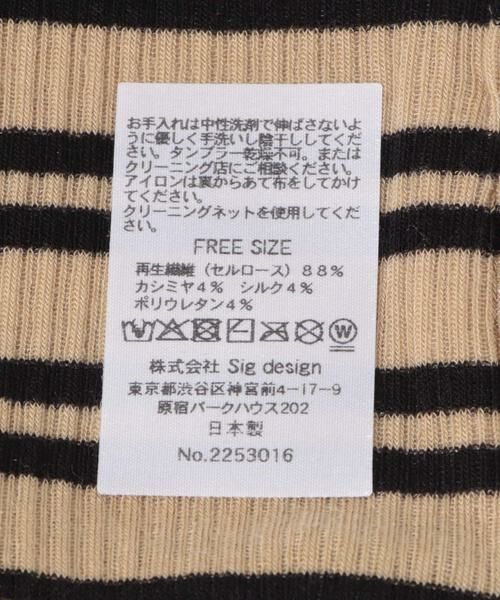 お手入れは中性洗剤で伸ばさないよ
うに優しく手洗いし陰干ししてくだ
さい。タンブラー乾燥不可。または
クリーニング店にご相談ください。
アイロンは裏からあて布をしてかけ
てください。
クリーニングネットを使用してくだ
さい。
FREE SIZE
再生繊維（セルロース）88%
カシミヤ4%　シルク4%
ポリウレタン4%
W
株式会社 Sig design
東京都渋谷区神宮前4-17-9
原宿パークハウス202
日本製
No.2253016